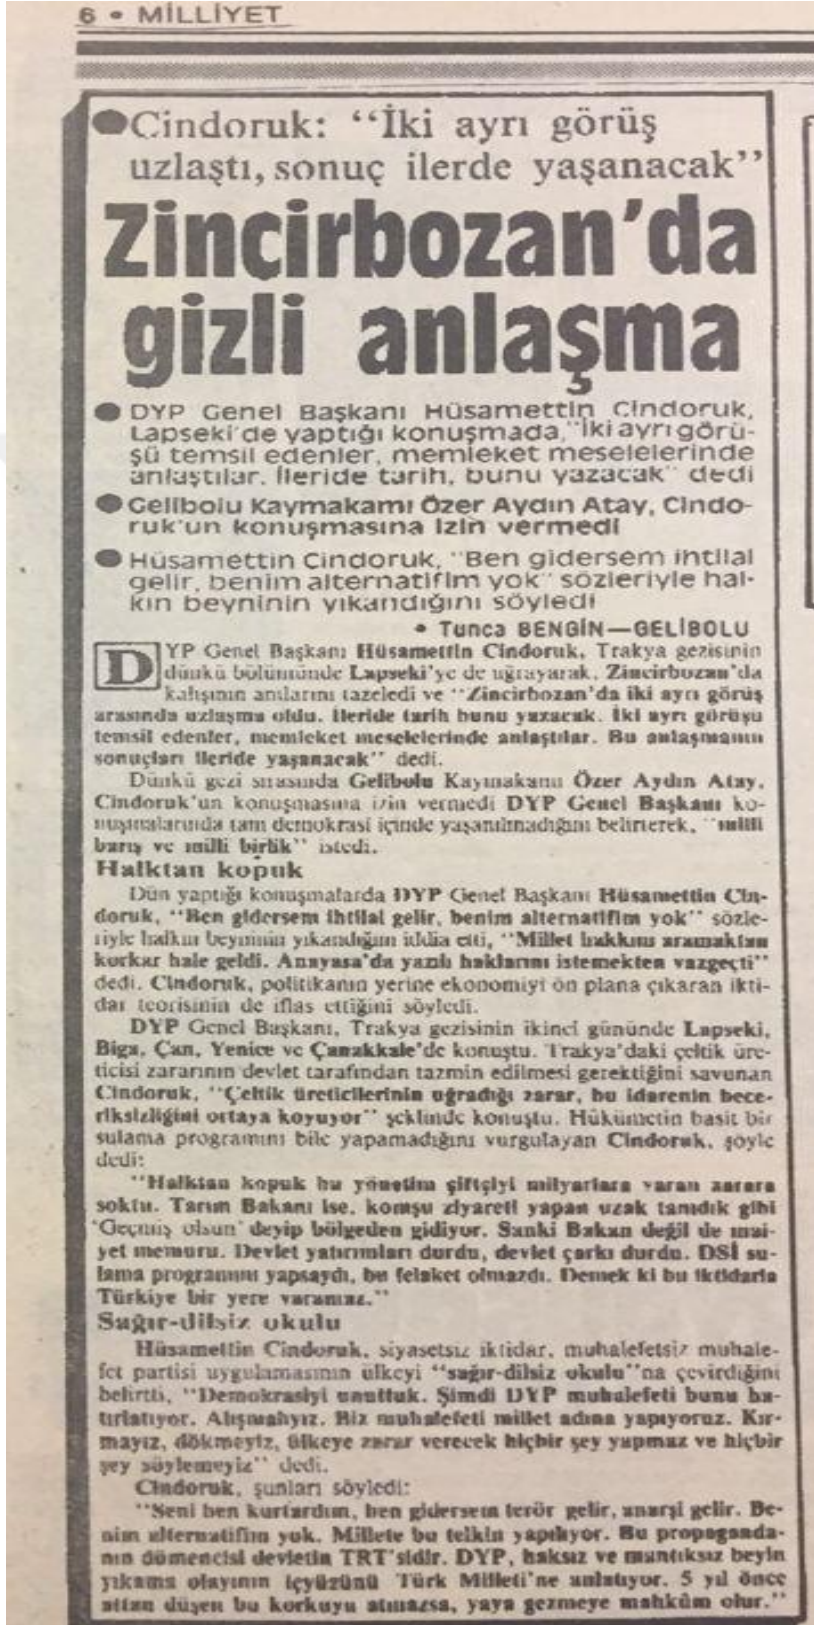 6 • MİLLİYET
●Cindoruk: “İki ayrı görüş
uzlaştı, sonuç ilerde yaşanacak”
Zincirbozan’da
gizli anlaşma
● DYP Genel Başkanı Hüsamettin Cindoruk,
Lapseki’de yaptığı konuşmada, “İki ayrı görü-
şü temsil edenler, memleket meselelerinde
anlaştılar. İleride tarih, bunu yazacak” dedi
● Gelibolu Kaymakamı Özer Aydın Atay, Cindo-
ruk’un konuşmasına izin vermedi
● Hüsamettin Cindoruk, “Ben gidersem ihtilal
gelir, benim alternatifim yok” sözleriyle hal-
kın beyninin yıkandığını söyledi
• Tunca BENGİN—GELİBOLU
DYP Genel Başkanı Hüsamettin Cindoruk, Trakya gezisinin
dünkü bölümünde Lapseki’ye de uğrayarak, Zincirbozan’da
kalışının anılarını tazeledi ve “Zincirbozan’da iki ayrı görüş
arasında uzlaşma oldu. İleride tarih bunu yazacak. İki ayrı görüşü
temsil edenler, memleket meselelerinde anlaştılar. Bu anlaşmanın
sonuçları ileride yaşanacak” dedi.
Dünkü gezi sırasında Gelibolu Kaymakamı Özer Aydın Atay,
Cindoruk’un konuşmasına izin vermedi DYP Genel Başkanı ko-
nuşmalarında tam demokrasi içinde yaşanılmadığını belirterek, “milli
barış ve milli birlik” istedi.
Halktan kopuk
Dün yaptığı konuşmalarda DYP Genel Başkanı Hüsamettin Cin-
doruk, “Ben gidersem ihtilal gelir, benim alternatifim yok” sözle-
riyle halkın beyninin yıkandığını iddia etti, “Millet hakkını aramaktan
korkar hale geldi. Anayasa’da yazılı haklarını istemekten vazgeçti”
dedi. Cindoruk, politikanın yerine ekonomiyi ön plana çıkaran ikti-
dar teorisinin de iflas ettiğini söyledi.
DYP Genel Başkanı, Trakya gezisinin ikinci gününde Lapseki,
Biga, Çan, Yenice ve Çanakkale’de konuştu. Trakya’daki çeltik üre-
ticisi zararının devlet tarafından tazmin edilmesi gerektiğini savunan
Cindoruk, “Çeltik üreticilerinin uğradığı zarar, bu idarenin bece-
riksizliğini ortaya koyuyor” şeklinde konuştu. Hükümetin basit bir
sulama programını bile yapamadığını vurgulayan Cindoruk, şöyle
dedi:
“Halktan kopuk bu yönetim çiftçiyi milyarlara varan zarara
soktu. Tarım Bakanı ise, komşu ziyareti yapan uzak tanıdık gibi
‘Geçmiş olsun’ deyip bölgeden gidiyor. Sanki Bakan değil de mai-
yet memuru. Devlet yatırımları durdu, devlet çarkı durdu. DSİ su-
lama programını yapsaydı, bu felaket olmazdı. Demek ki bu iktidarla
Türkiye bir yere varamaz.”
Sağır-dilsiz okulu
Hüsamettin Cindoruk, siyasetsiz iktidar, muhalefetsiz muhale-
fet partisi uygulamasının ülkeyi “sağır-dilsiz okulu”na çevirdiğini
belirtti, “Demokrasiyi unuttuk. Şimdi DYP muhalefeti bunu ha-
tırlatıyor. Alışmalıyız. Biz muhalefeti millet adına yapıyoruz. Kır-
mayız, dökmeyiz, ülkeye zarar verecek hiçbir şey yapmaz ve hiçbir
şey söylemeyiz” dedi.
Cindoruk, şunları söyledi:
“Seni ben kurtardım, ben gidersem terör gelir, anarşi gelir. Be-
nim alternatifim yok. Millete bu telkin yapılıyor. Bu propaganda-
nın dümencisi devletin TRT’sidir. DYP, haksız ve mantıksız beyin
yıkama olayının içyüzünü Türk Milleti’ne anlatıyor. 5 yıl önce
attan düşen bu korkuyu atmazsa, yaya gezmeye mahkûm olur.”